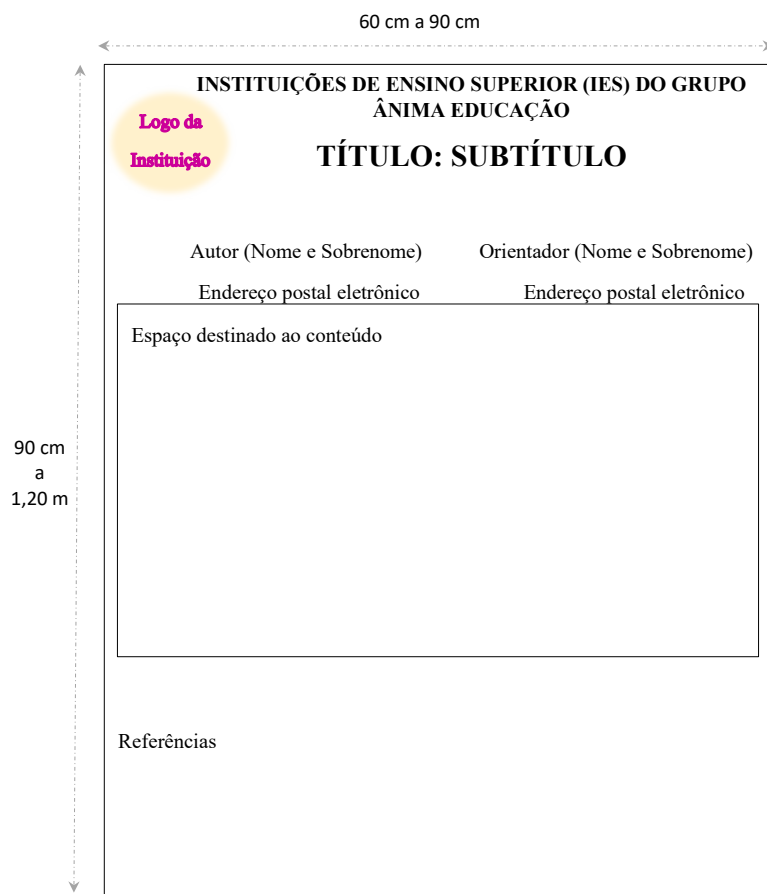 60 cm a 90 cm
INSTITUIÇÕES DE ENSINO SUPERIOR (IES) DO GRUPO
ÂNIMA EDUCAÇÃO
Logo da
Instituição
TÍTULO: SUBTÍTULO
Autor (Nome e Sobrenome)
Orientador (Nome e Sobrenome)
Endereço postal eletrônico
Endereço postal eletrônico
Espaço destinado ao conteúdo
90 cm
a
1,20 m
Referências